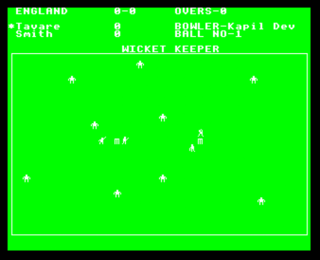 ENGLAND 0-0 OVERS-0
*Tavare 0 BOWLER-Kapil Dev
Smith 0 BALL NO-1
WICKET KEEPER